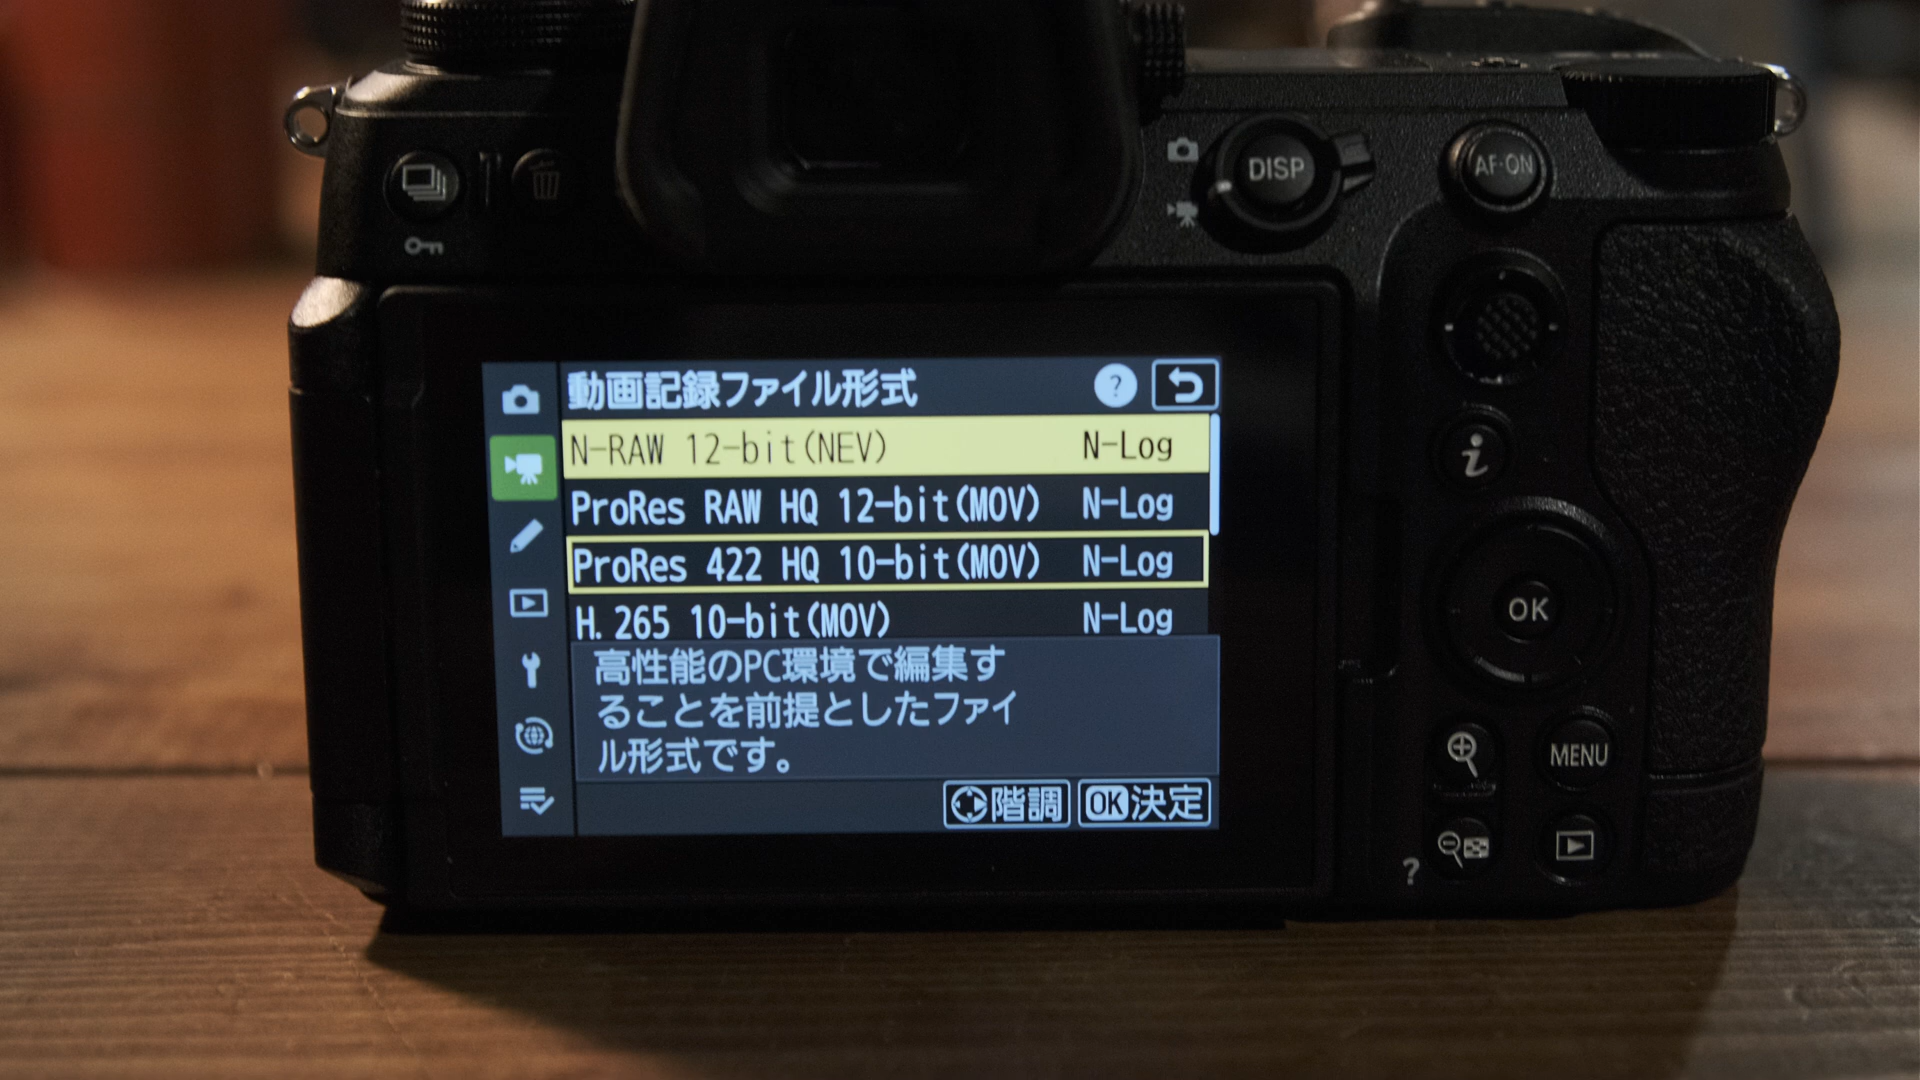 DISP
AF-ON
動画記録ファイル形式 ?
N-RAW 12-bit(NEV) N-Log
ProRes RAW HQ 12-bit(MOV) N-Log
ProRes 422 HQ 10-bit(MOV) N-Log
H.265 10-bit(MOV) N-Log
高性能のPC環境で編集す
ることを前提としたファイ
ル形式です。
階調 OK決定
i
OK
MENU
?